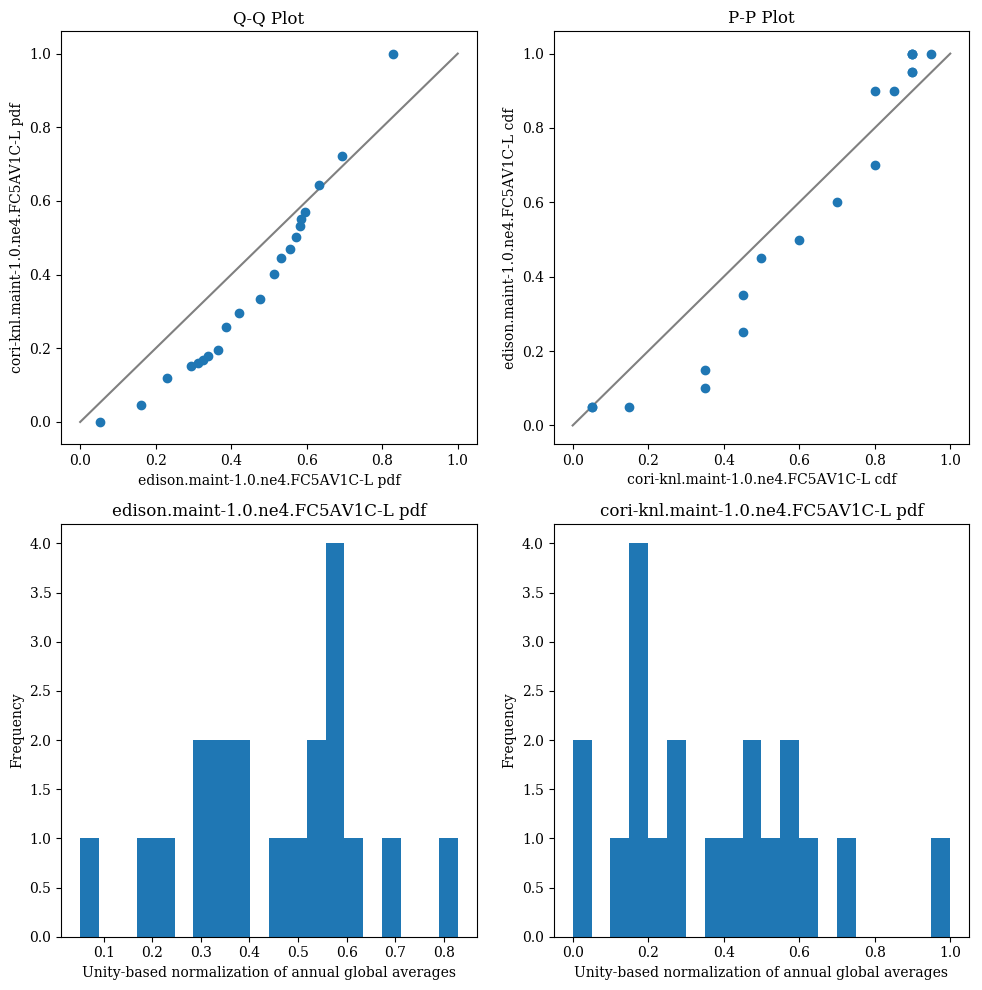 Q-Q Plot
1.0
0.8
0.6
0.4
0.2
0.0
cori-knl.maint-1.0.ne4.FC5AV1C-L pdf
0.0 0.2 0.4 0.6 0.8 1.0
edison.maint-1.0.ne4.FC5AV1C-L pdf
P-P Plot
1.0
0.8
0.6
0.4
0.2
0.0
edison.maint-1.0.ne4.FC5AV1C-L cdf
0.0 0.2 0.4 0.6 0.8 1.0
cori-knl.maint-1.0.ne4.FC5AV1C-L cdf
edison.maint-1.0.ne4.FC5AV1C-L pdf
4.0
3.5
3.0
2.5
2.0
1.5
1.0
0.5
0.0
Frequency
0.1 0.2 0.3 0.4 0.5 0.6 0.7 0.8
Unity-based normalization of annual global averages
cori-knl.maint-1.0.ne4.FC5AV1C-L pdf
4.0
3.5
3.0
2.5
2.0
1.5
1.0
0.5
0.0
Frequency
0.0 0.2 0.4 0.6 0.8 1.0
Unity-based normalization of annual global averages